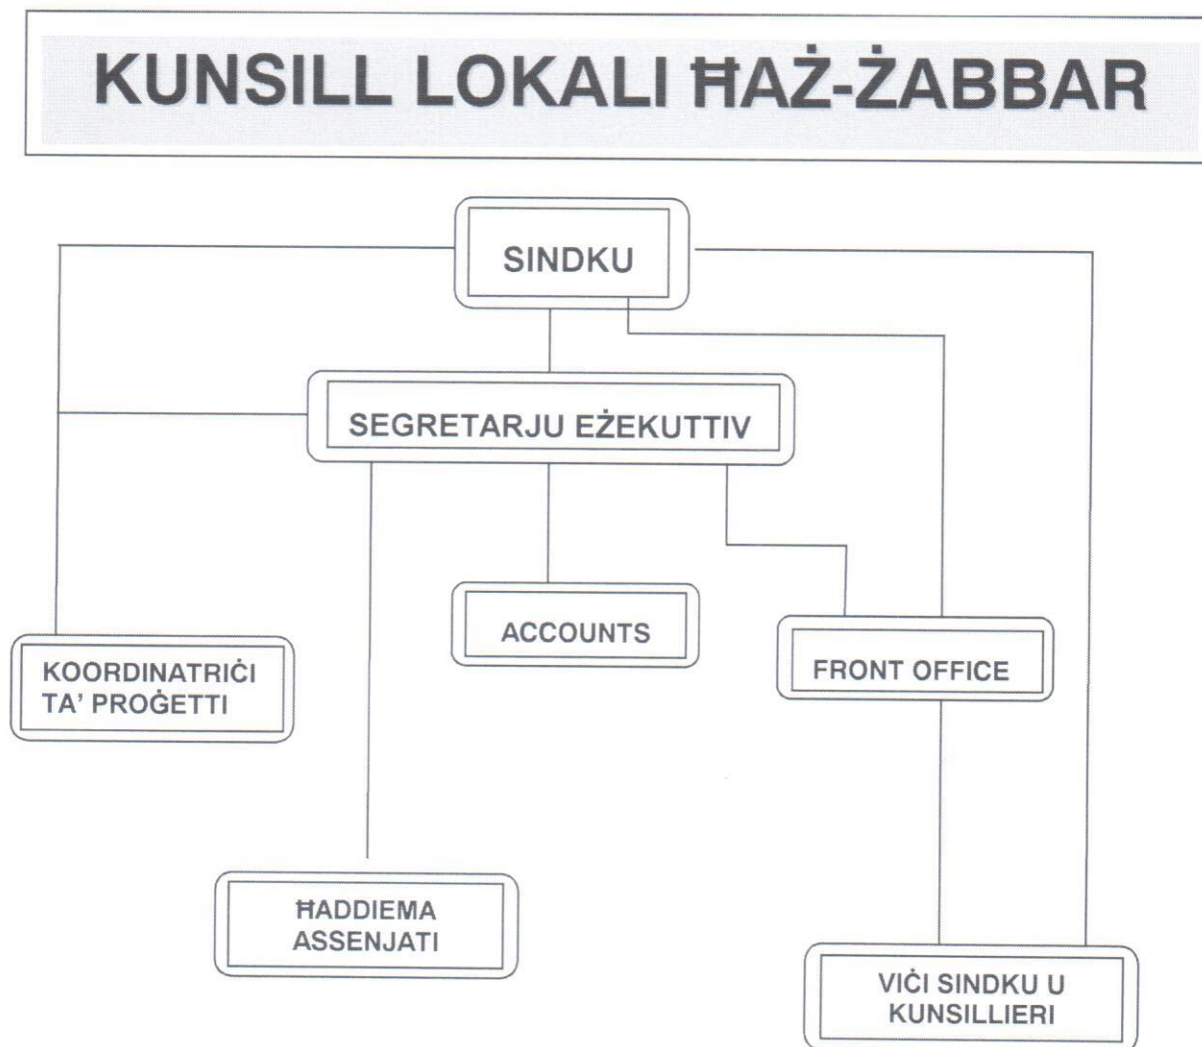 KUNSILL LOKALI ĦAŻ-ŻABBAR
SINDKU
SEGRETARJU EŻEKUTTIV
ACCOUNTS
KOORDINATRIĊI
TA' PROĠETTI
FRONT OFFICE
ĦADDIEMA
ASSENJATI
VIĊI SINDKU U
KUNSILLIERI